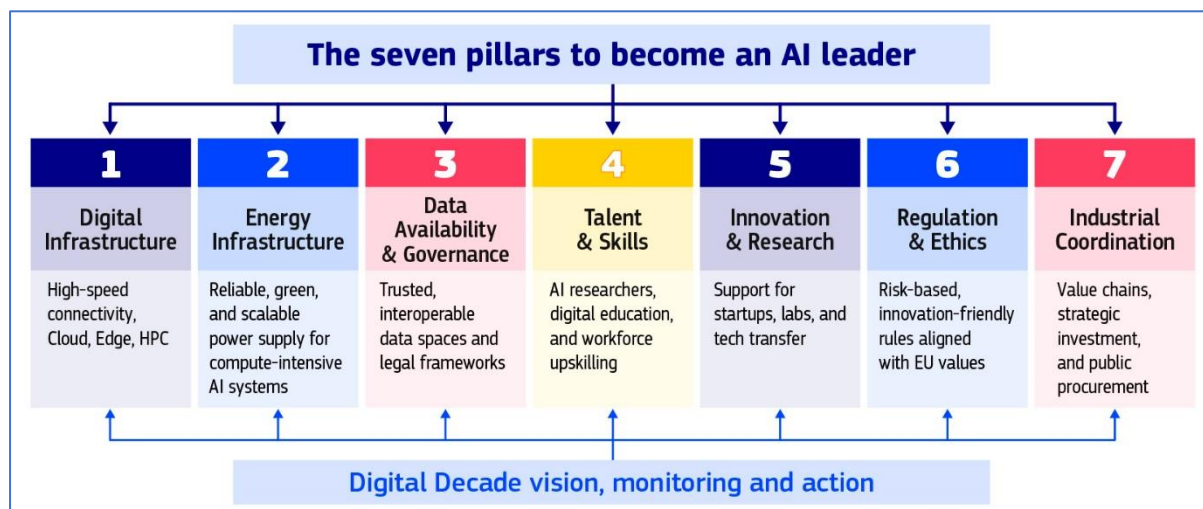 The seven pillars to become an AI leader
1
Digital
Infrastructure
High-speed
connectivity,
Cloud, Edge, HPC
2
Energy
Infrastructure
Reliable, green,
and scalable
power supply for
compute-intensive
AI systems
3
Data
Availability
& Governance
Trusted,
interoperable
data spaces and
legal frameworks
4
Talent
& Skills
AI researchers,
digital education,
and workforce
upskilling
5
Innovation
& Research
Support for
startups, labs, and
tech transfer
6
Regulation
& Ethics
Risk-based,
innovation-friendly
rules aligned
with EU values
7
Industrial
Coordination
Value chains,
strategic
investment,
and public
procurement
Digital Decade vision, monitoring and action